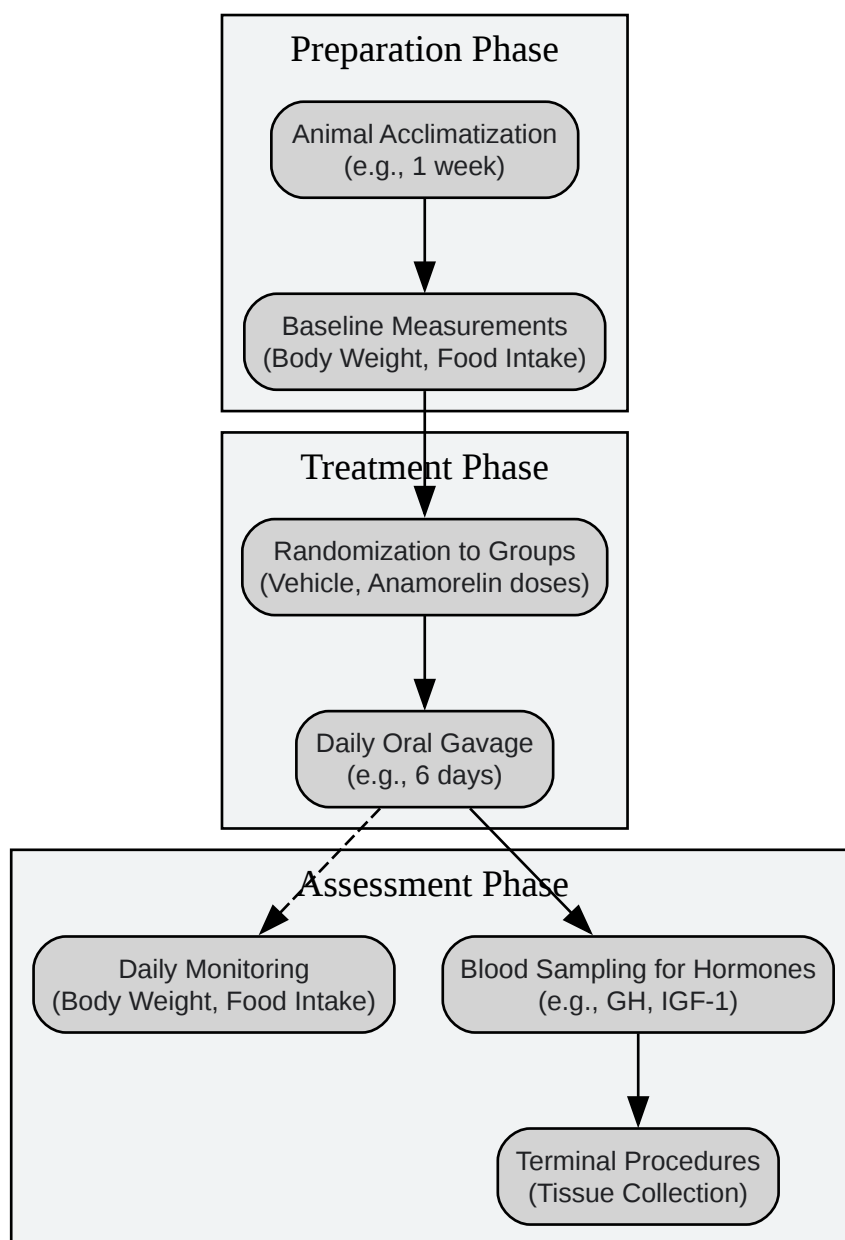 Preparation Phase
Animal Acclimatization
(e.g., 1 week)
Baseline Measurements
(Body Weight, Food Intake)
Treatment Phase
Randomization to Groups
(Vehicle, Anamorelin doses)
Daily Oral Gavage
(e.g., 6 days)
Assessment Phase
Daily Monitoring
(Body Weight, Food Intake)
Blood Sampling for Hormones
(e.g., GH, IGF-1)
Terminal Procedures
(Tissue Collection)